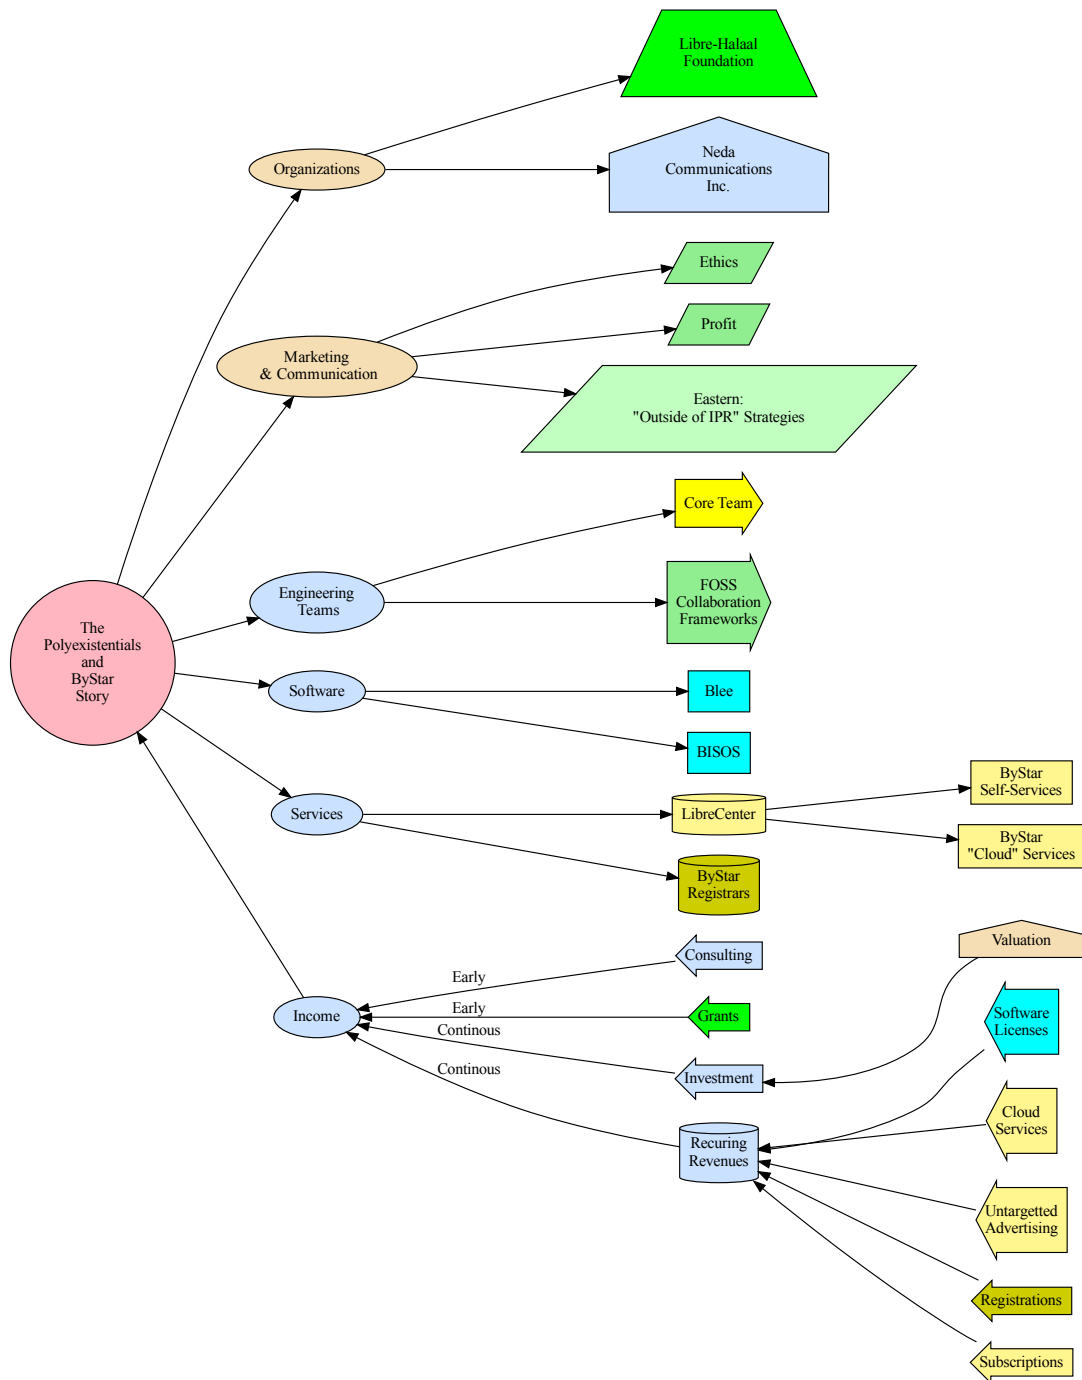 Libre-Halaal
Foundation
Organizations
Neda
Communications
Inc.
Ethics
Profit
Marketing
& Communication
Eastern:
"Outside of IPR" Strategies
Core Team
Engineering
Teams
FOSS
Collaboration
Frameworks
The
Polyexistentials
and
ByStar
Story
Software
Blee
BISOS
Services
LibreCenter
ByStar
Self-Services
ByStar
"Cloud" Services
ByStar
Registrars
Consulting
Valuation
Early
Income
Early
Grants
Software
Licenses
Continous
Investment
Continous
Cloud
Services
Recuring
Revenues
Untargetted
Advertising
Registrations
Subscriptions